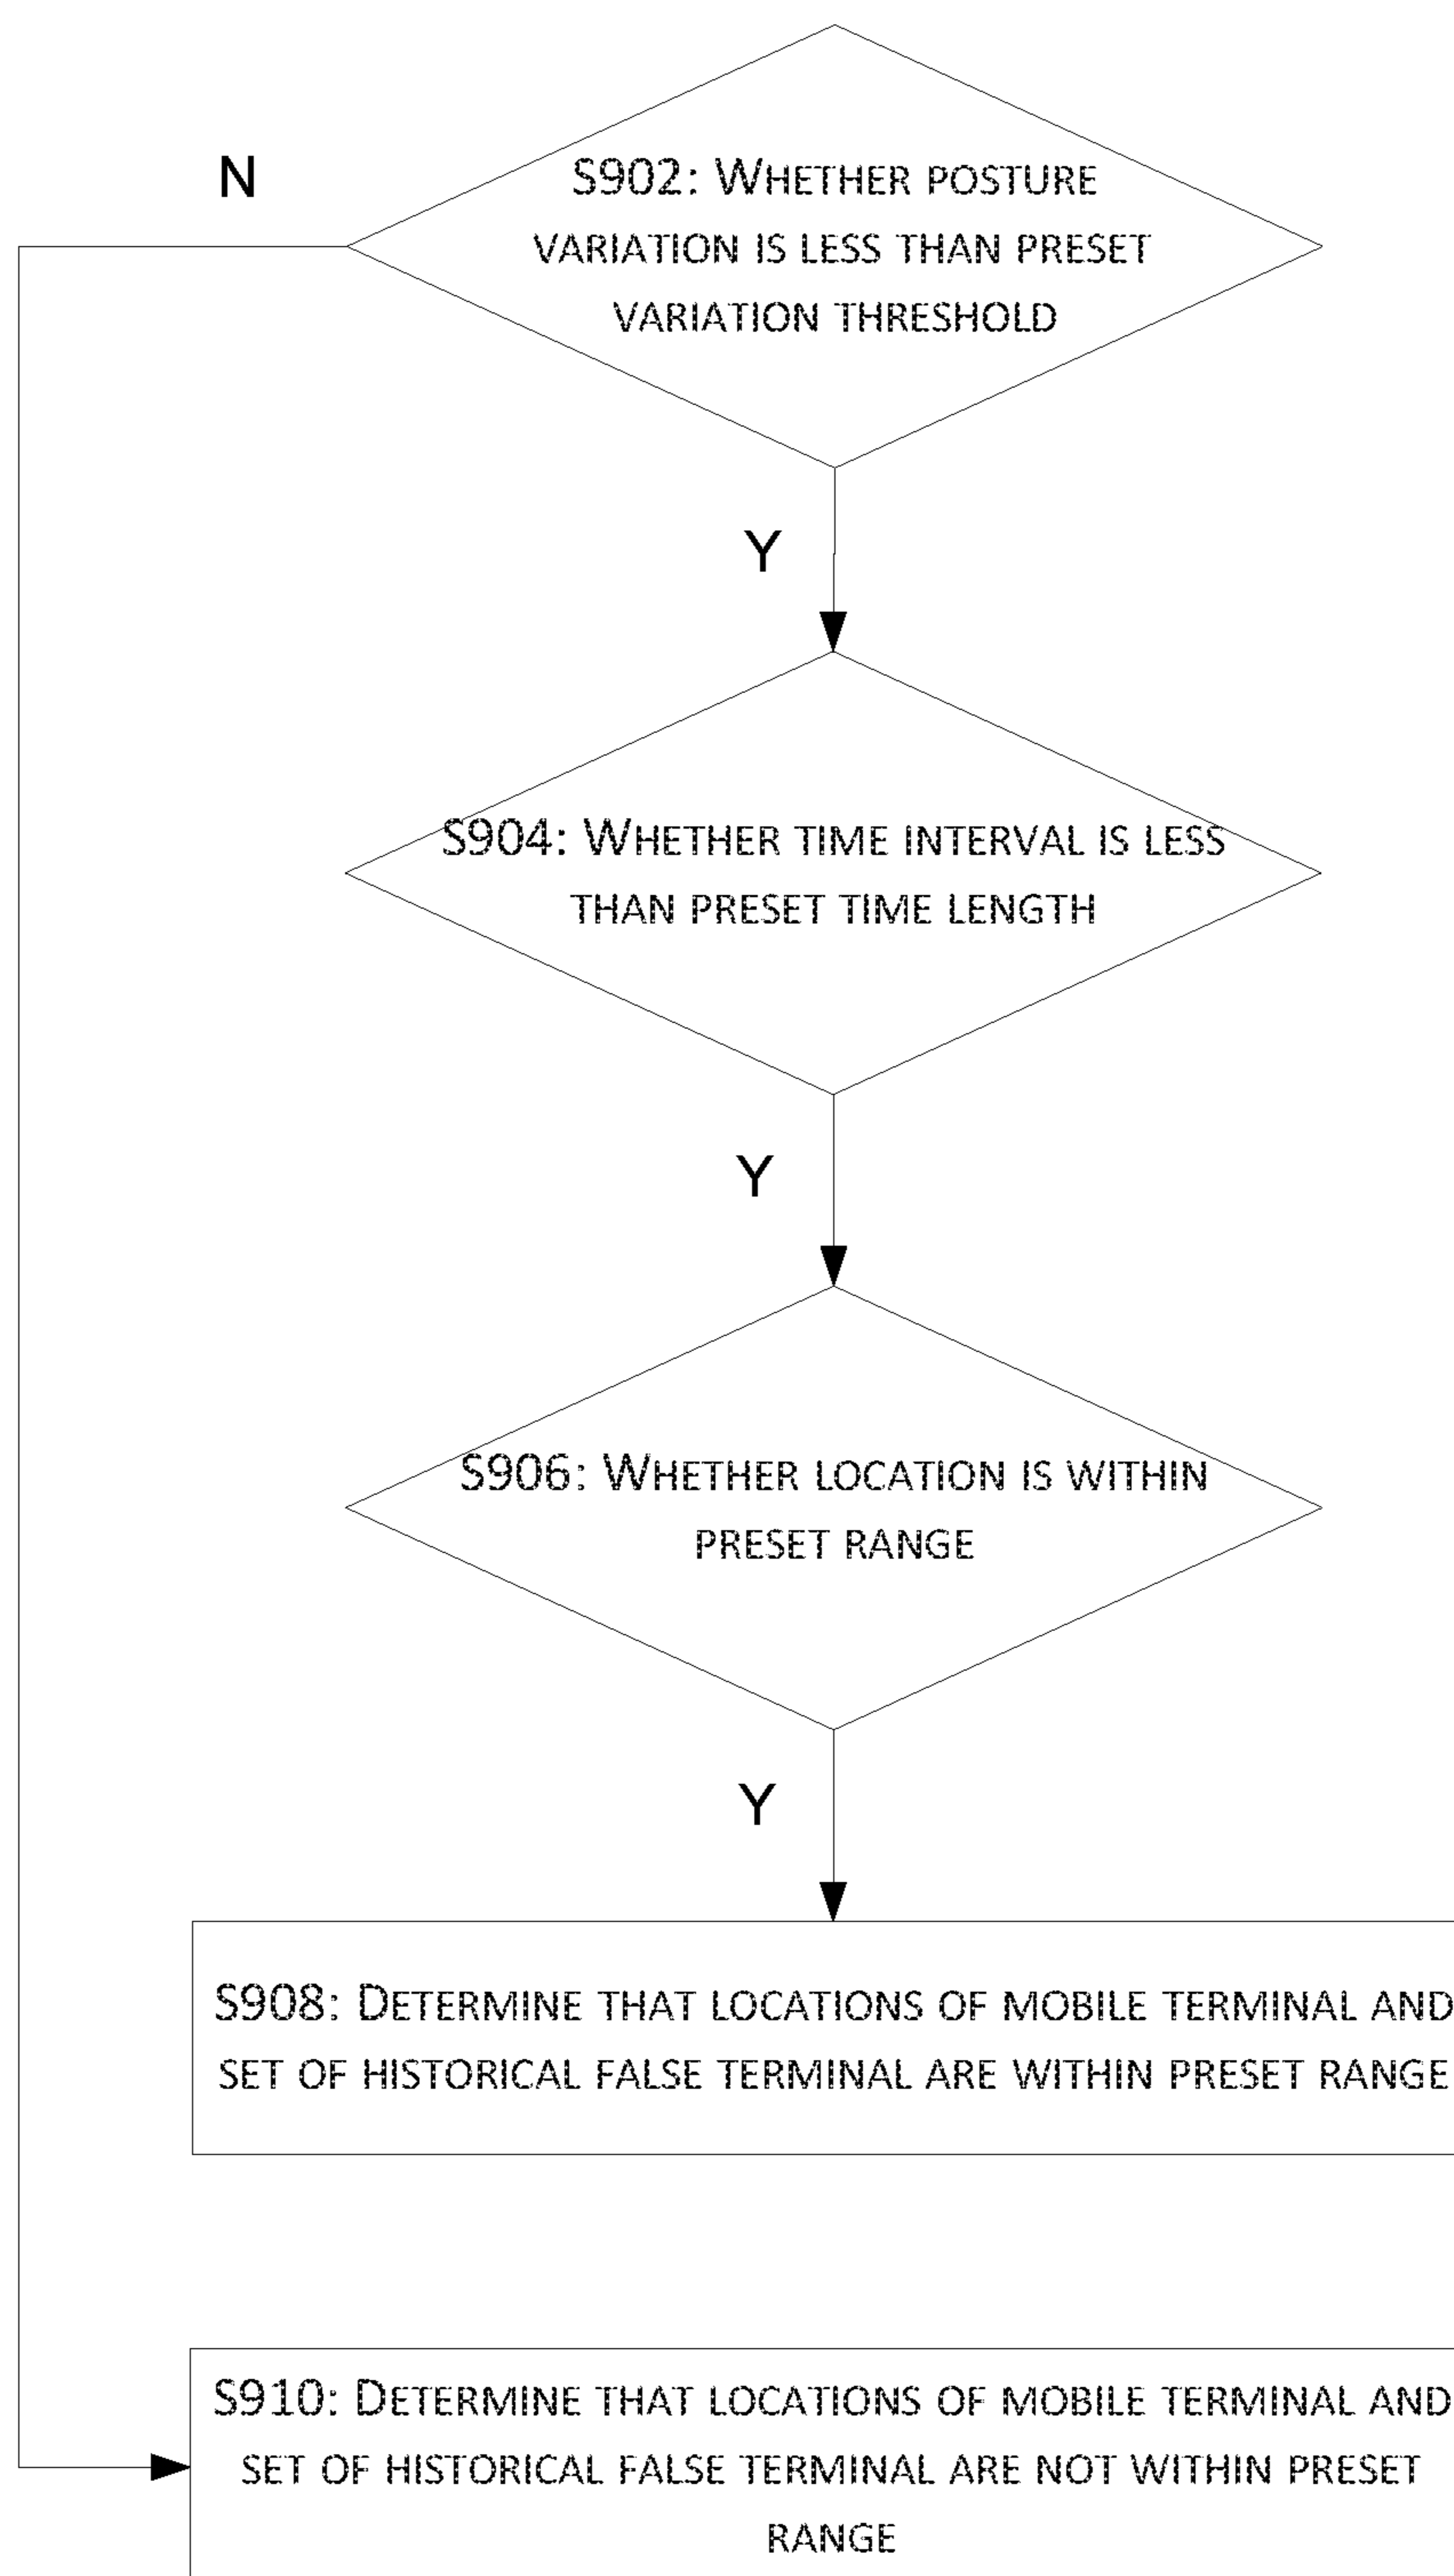 N
S902: WHETHER POSTURE
VARIATION IS LESS THAN PRESET
VARIATION THRESHOLD
Y
S904: WHETHER TIME INTERVAL IS LESS
THAN PRESET TIME LENGTH
Y
S906: WHETHER LOCATION IS WITHIN
PRESET RANGE
Y
S908: DETERMINE THAT LOCATIONS OF MOBILE TERMINAL AND
SET OF HISTORICAL FALSE TERMINAL ARE WITHIN PRESET RANGE
S910: DETERMINE THAT LOCATIONS OF MOBILE TERMINAL AND
SET OF HISTORICAL FALSE TERMINAL ARE NOT WITHIN PRESET
RANGE